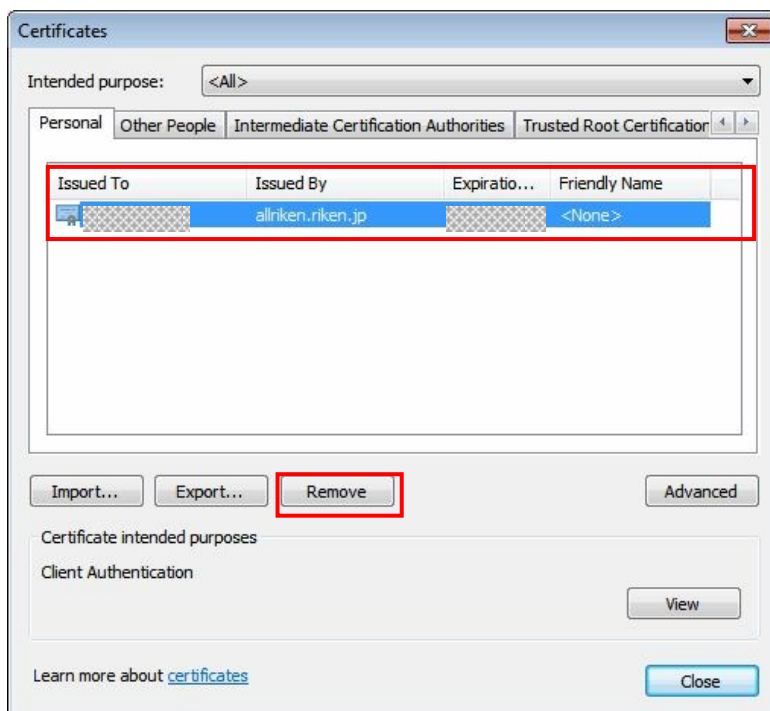 Certificates
Intended purpose: <All>
Personal Other People Intermediate Certification Authorities Trusted Root Certification
Issued To Issued By Expiratio... Friendly Name
allriken.riken.jp <None>
Import... Export... Remove Advanced
Certificate intended purposes
Client Authentication
View
Learn more about certificates
Close